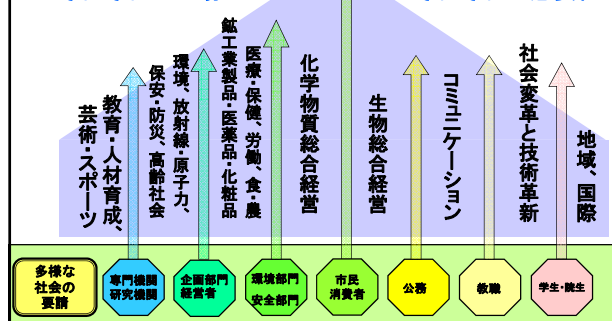 芸術・スポーツ
教育・人材育成、
保安・防災、高齢社会
環境、放射線・原子力、
鉱工業製品・医薬品・化粧品
医療・保健、労働、食・農
化学物質総合経営
生物総合経営
コミュニケーション
社会変革と技術革新
地域、国際
多様な
社会の
要請
専門機関
研究機関
企画部門
経営者
環境部門
安全部門
市民
消費者
公務
教職
学生・院生